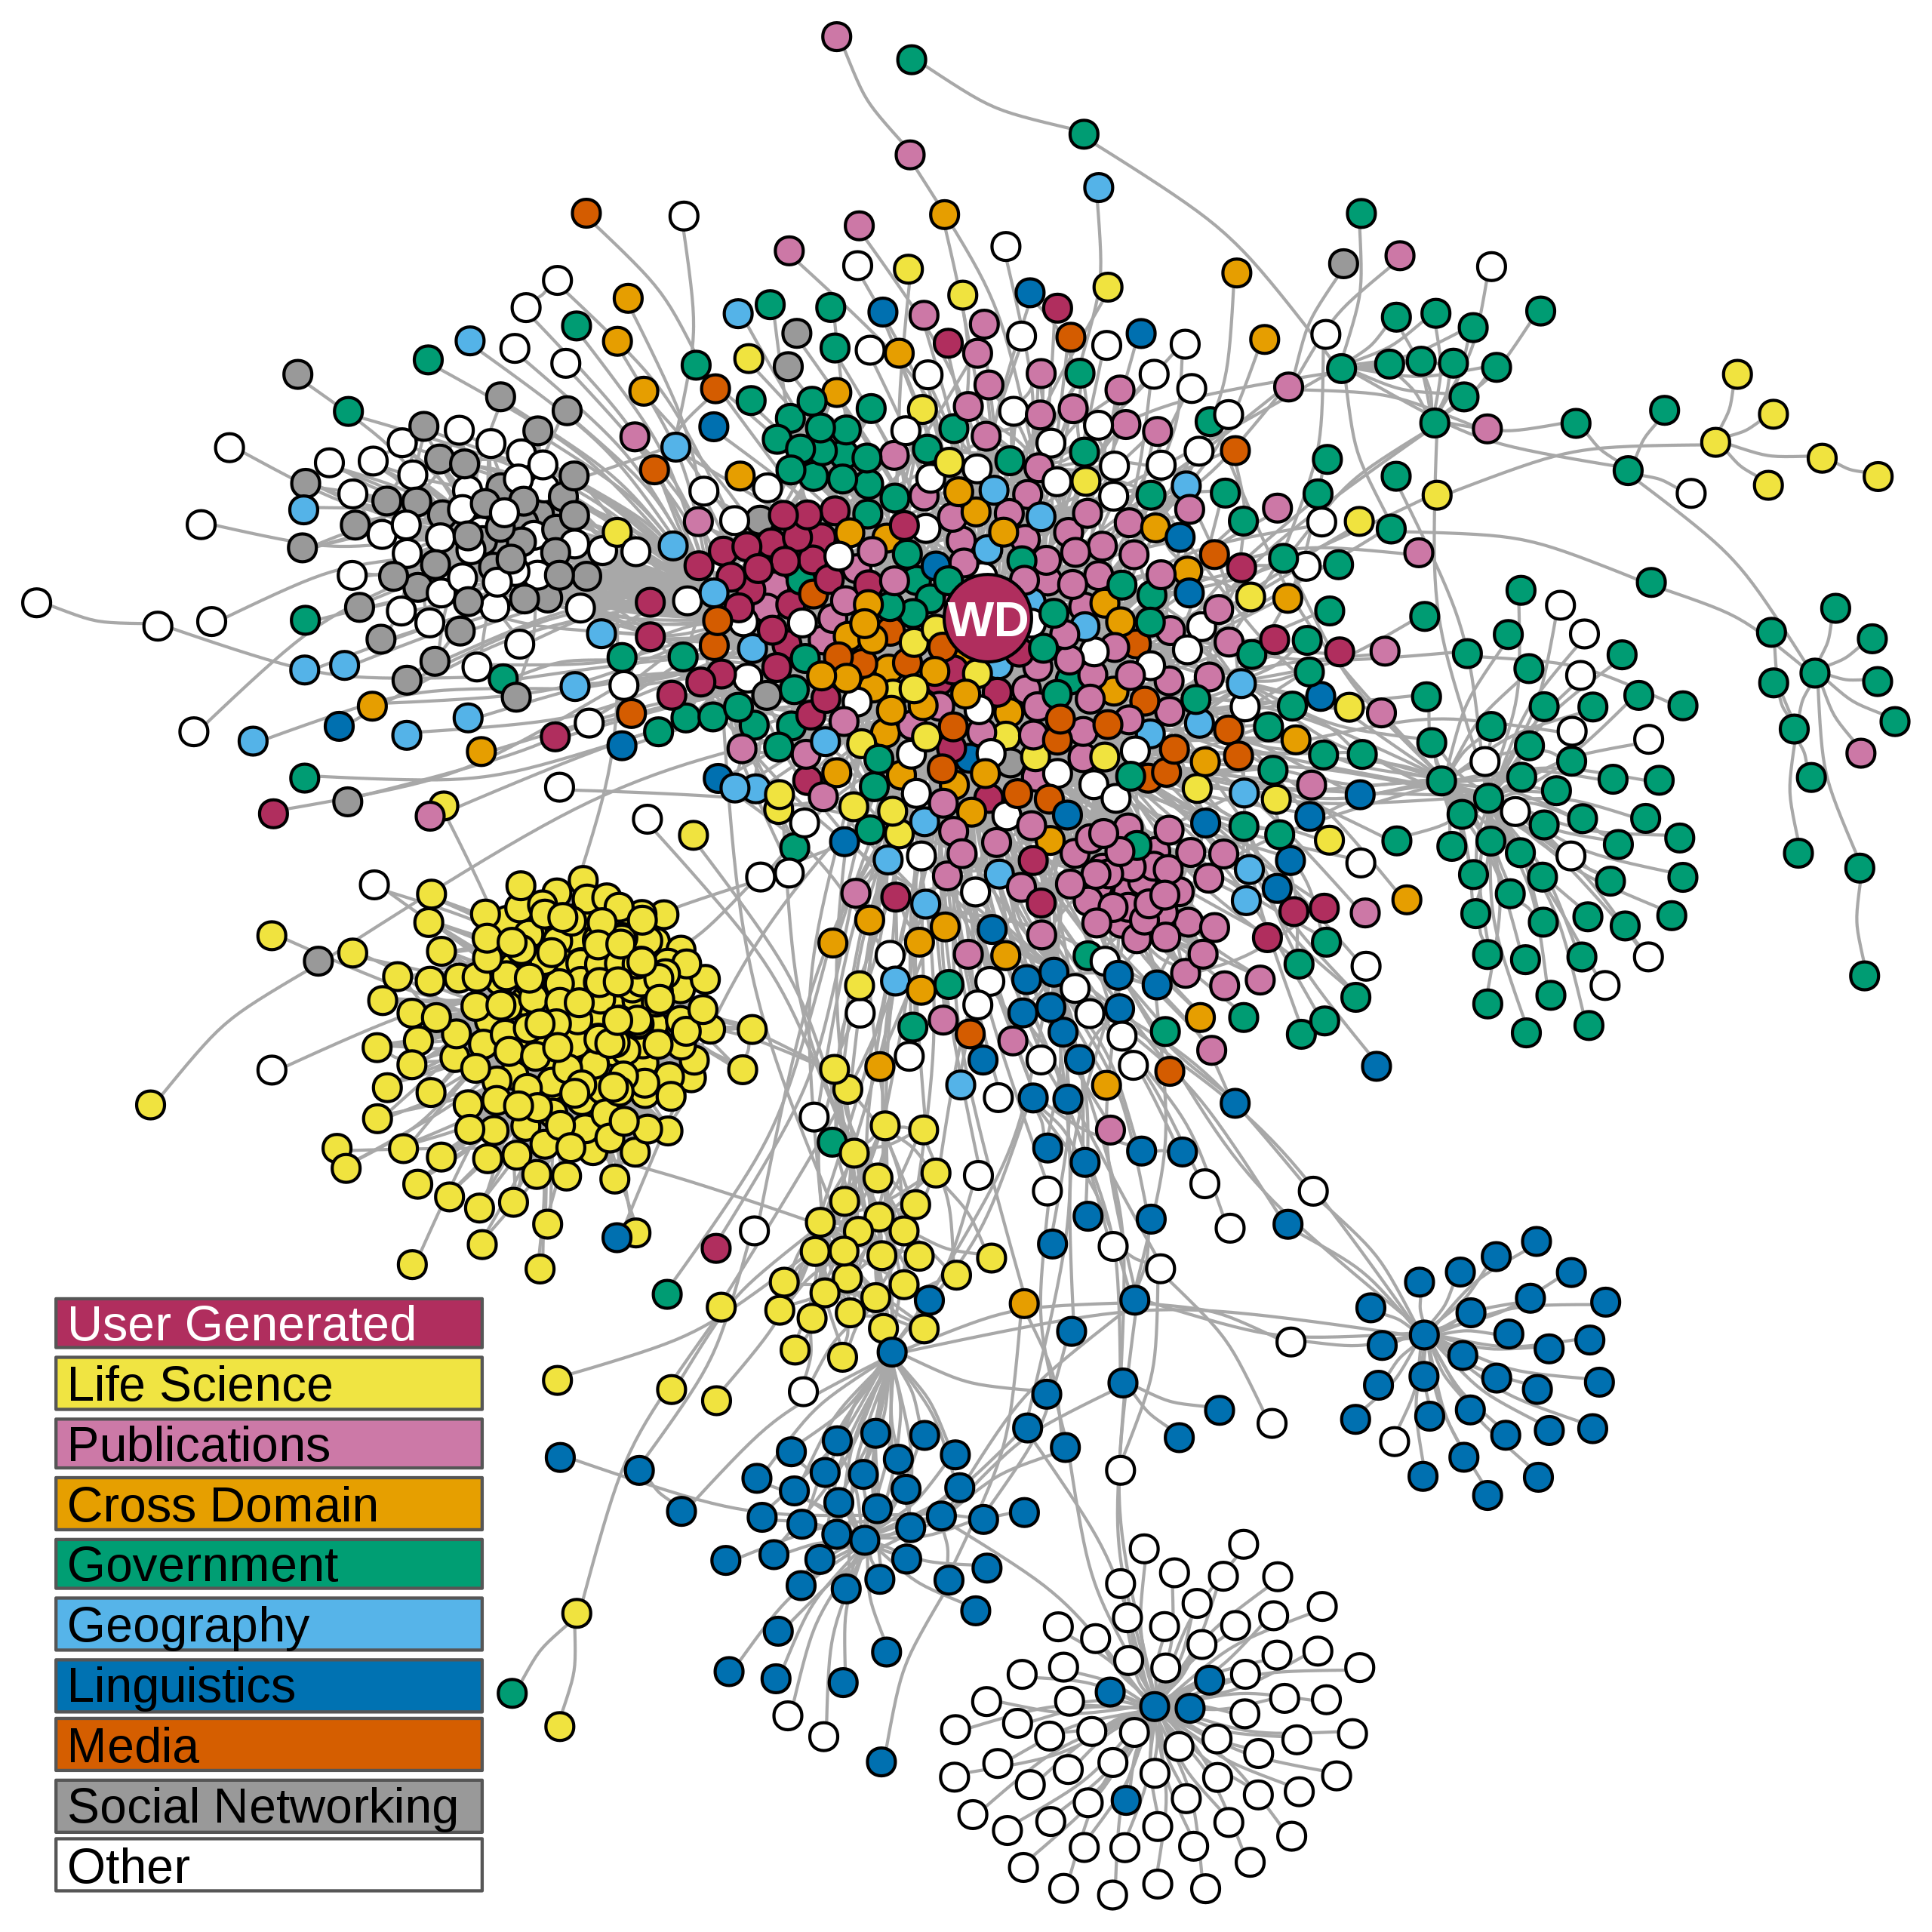 WD
User Generated
Life Science
Publications
Cross Domain
Government
Geography
Linguistics
Media
Social Networking
Other